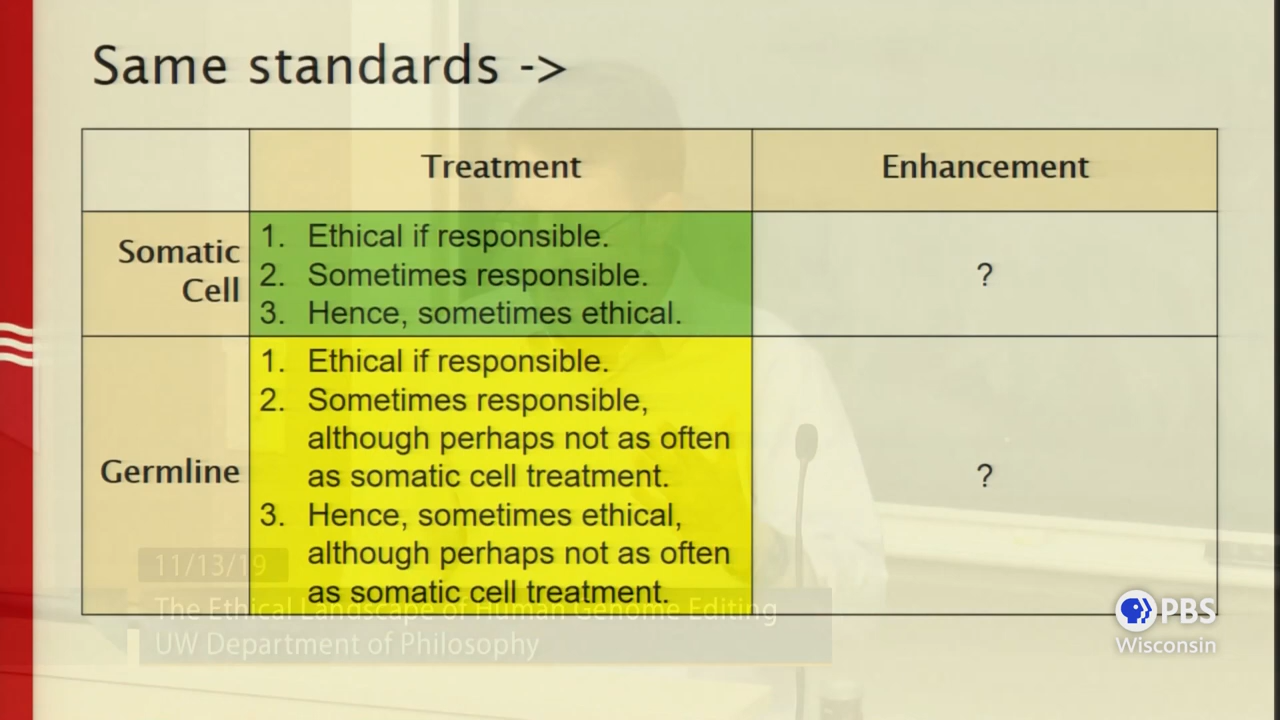 Same standards ->
Treatment
Enhancement
Somatic
Cell
1. Ethical if responsible.
2. Sometimes responsible.
3. Hence, sometimes ethical.
?
Germline
1. Ethical if responsible.
2. Sometimes responsible,
although perhaps not as often
as somatic cell treatment.
3. Hence, sometimes ethical,
although perhaps not as often
as somatic cell treatment.
?
11/13/19
The Ethical Landscape of Human Genome Editing
UW Department of Philosophy
PBS
Wisconsin